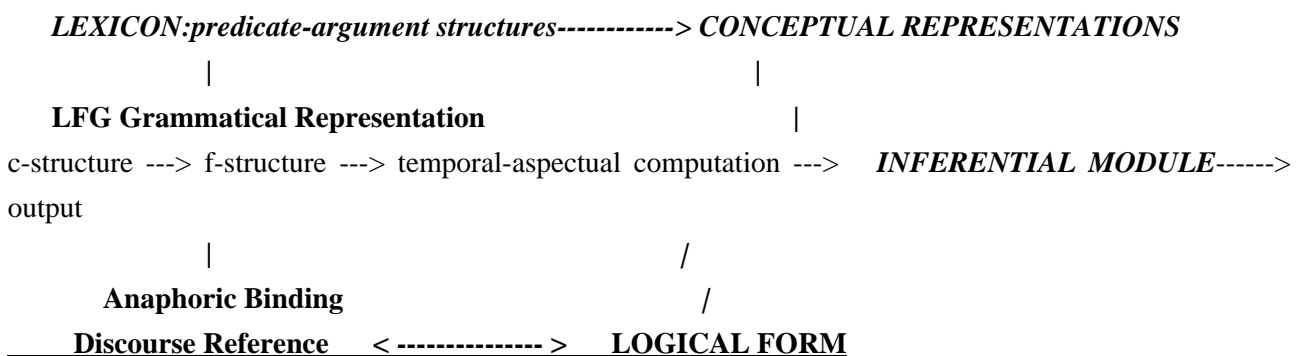 LEXICON:predicate-argument structures------------> CONCEPTUAL REPRESENTATIONS
| |
LFG Grammatical Representation |
c-structure ---> f-structure ---> temporal-aspectual computation ---> INFERENTIAL MODULE------>
output
| /
Anaphoric Binding /
Discourse Reference < --------------- > LOGICAL FORM